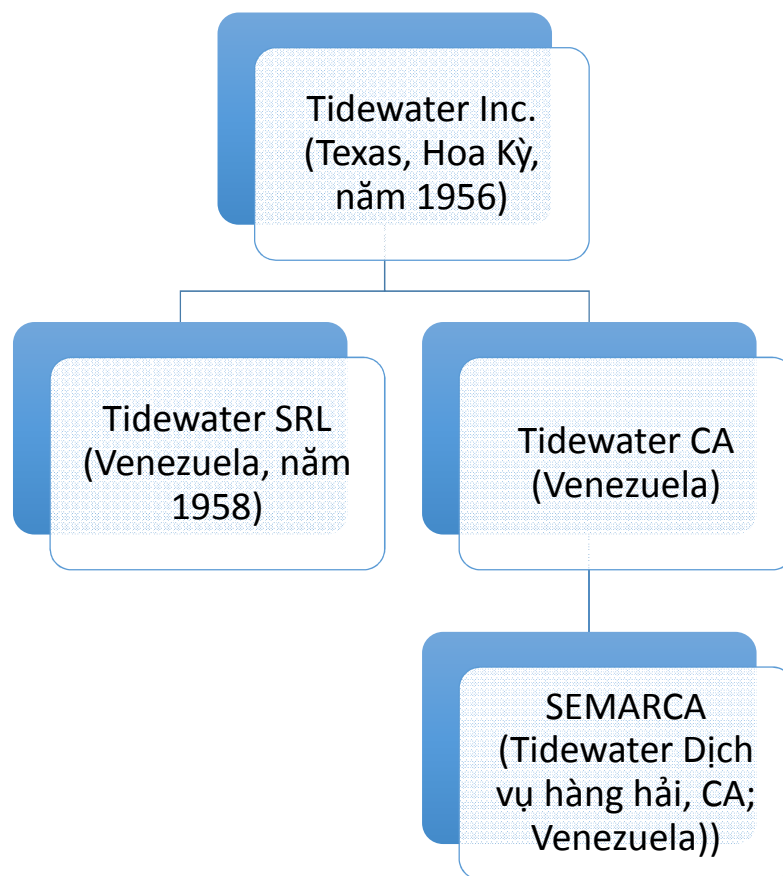 Tidewater Inc.
(Texas, Hoa Kỳ,
năm 1956)
Tidewater SRL
(Venezuela, năm
1958)
Tidewater CA
(Venezuela)
SEMARCA
(Tidewater Dịch
vụ hàng hải, CA;
Venezuela))